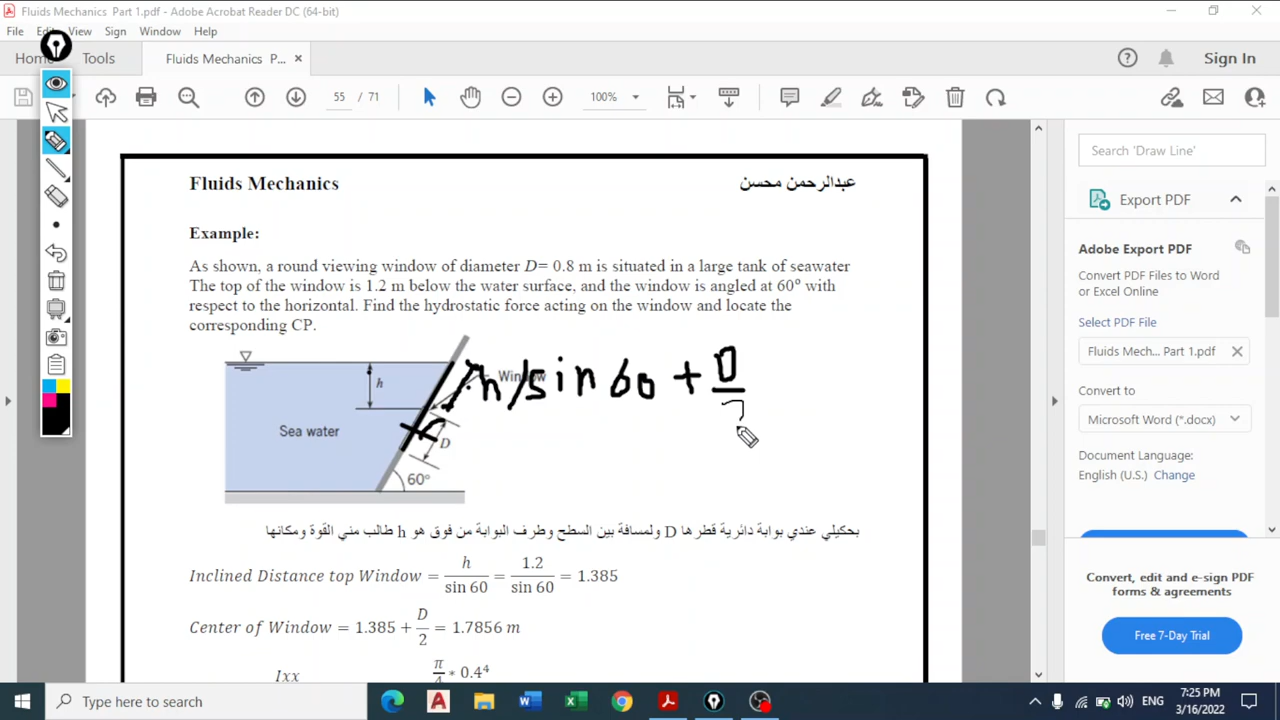 Fluids Mechanics Part 1.pdf - Adobe Acrobat Reader DC (64-bit)
File Edit View Sign Window Help
Home Tools Fluids Mechanics P... ×
Sign In
55 / 71 100%
Search 'Draw Line'
Export PDF
Adobe Export PDF
Convert PDF Files to Word
or Excel Online
Select PDF File
Fluids Mech... Part 1.pdf
Convert to
Microsoft Word (*.docx)
Document Language:
English (U.S.) Change
Convert, edit and e-sign PDF
forms & agreements
Free 7-Day Trial
Fluids Mechanics عبدالرحمن محسن
Example:
As shown, a round viewing window of diameter D= 0.8 m is situated in a large tank of seawater
The top of the window is 1.2 m below the water surface, and the window is angled at 60° with
respect to the horizontal. Find the hydrostatic force acting on the window and locate the
corresponding CP.
h
Window
h/sin 60 + D
Sea water
D
60°
بحكيلي عندي بوابة دائرية قطرها D ولمسافة بين السطح وطرف البوابة من فوق هو h طالب مني القوة ومكانها
Inclined Distance top Window = h/sin 60 = 1.2/sin 60 = 1.385
Center of Window = 1.385 + D/2 = 1.7856 m
Ixx π/4 * 0.4⁴
Type here to search
ENG
7:25 PM
3/16/2022